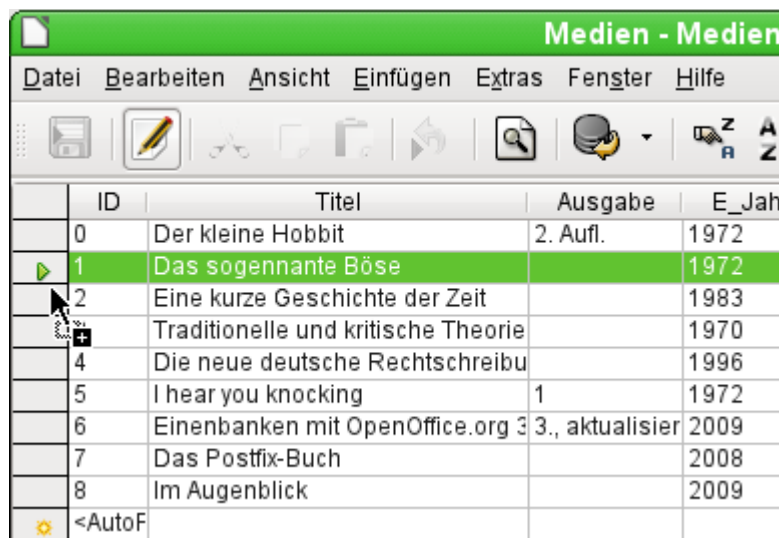 Medien - Medien
Datei Bearbeiten Ansicht Einfügen Extras Fenster Hilfe
Z A A Z
ID Titel Ausgabe E_Jah
0 Der kleine Hobbit 2. Aufl. 1972
1 Das sogennante Böse 1972
2 Eine kurze Geschichte der Zeit 1983
Traditionelle und kritische Theorie 1970
4 Die neue deutsche Rechtschreibu 1996
5 I hear you knocking 1 1972
6 Einenbanken mit OpenOffice.org 3 3., aktualisier 2009
7 Das Postfix-Buch 2008
8 Im Augenblick 2009
<AutoF